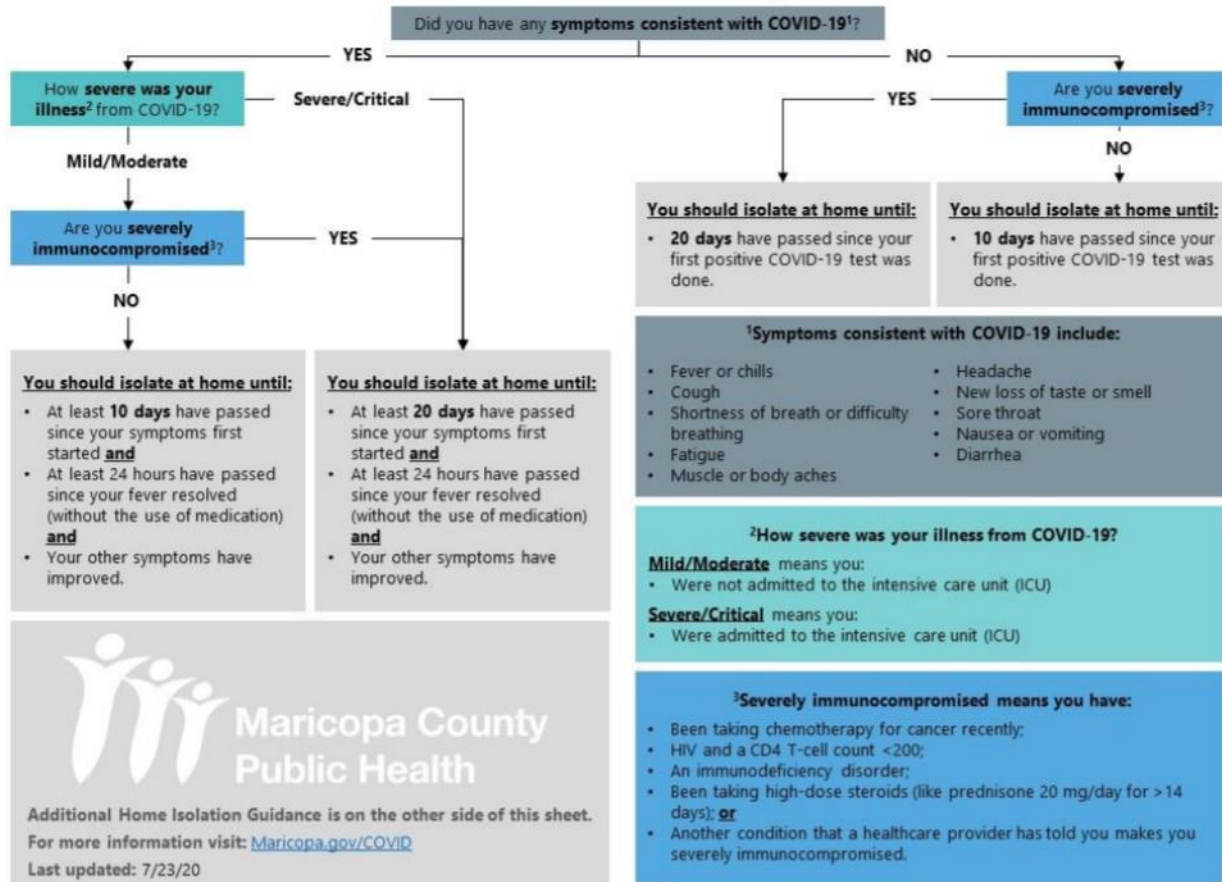 Did you have any symptoms consistent with COVID-19¹?
YES
NO
How severe was your
illness² from COVID-19?
Severe/Critical
YES
Are you severely
immunocompromised³?
Mild/Moderate
NO
Are you severely
immunocompromised³?
YES
NO
You should isolate at home until:
• 20 days have passed since your
first positive COVID-19 test was
done.
You should isolate at home until:
• 10 days have passed since your
first positive COVID-19 test was
done.
You should isolate at home until:
• At least 10 days have passed
since your symptoms first
started and
• At least 24 hours have passed
since your fever resolved
(without the use of medication)
and
• Your other symptoms have
improved.
You should isolate at home until:
• At least 20 days have passed
since your symptoms first
started and
• At least 24 hours have passed
since your fever resolved
(without the use of medication)
and
• Your other symptoms have
improved.
¹Symptoms consistent with COVID-19 include:
• Fever or chills
• Cough
• Shortness of breath or difficulty
breathing
• Fatigue
• Muscle or body aches
• Headache
• New loss of taste or smell
• Sore throat
• Nausea or vomiting
• Diarrhea
²How severe was your illness from COVID-19?
Mild/Moderate means you:
• Were not admitted to the intensive care unit (ICU)
Severe/Critical means you:
• Were admitted to the intensive care unit (ICU)
³Severely immunocompromised means you have:
• Been taking chemotherapy for cancer recently;
• HIV and a CD4 T-cell count <200;
• An immunodeficiency disorder;
• Been taking high-dose steroids (like prednisone 20 mg/day for >14
days); or
• Another condition that a healthcare provider has told you makes you
severely immunocompromised.
Maricopa County
Public Health
Additional Home Isolation Guidance is on the other side of this sheet.
For more information visit: Maricopa.gov/COVID
Last updated: 7/23/20